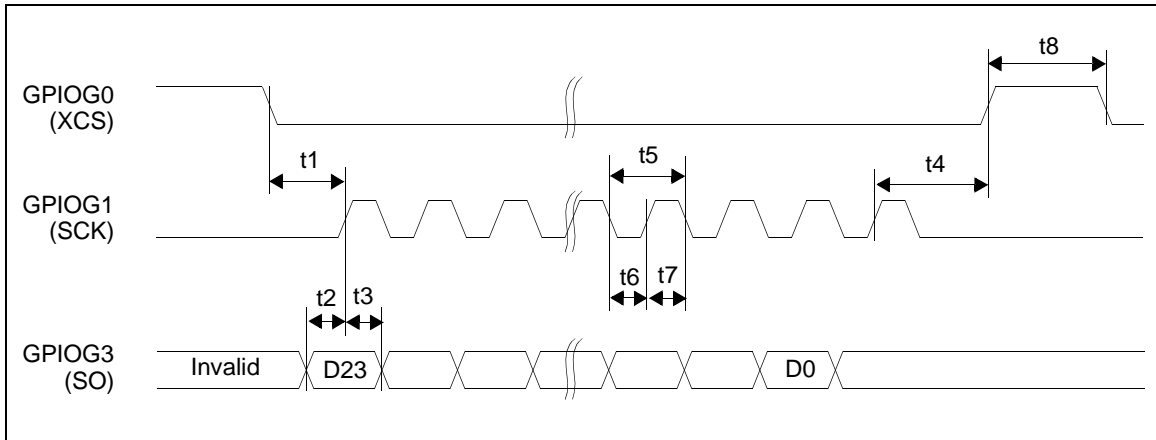 t8
GPIOG0
(XCS)
t1
t5
t4
GPIOG1
(SCK)
t6
t7
t2
t3
GPIOG3
(SO)
Invalid
D23
D0